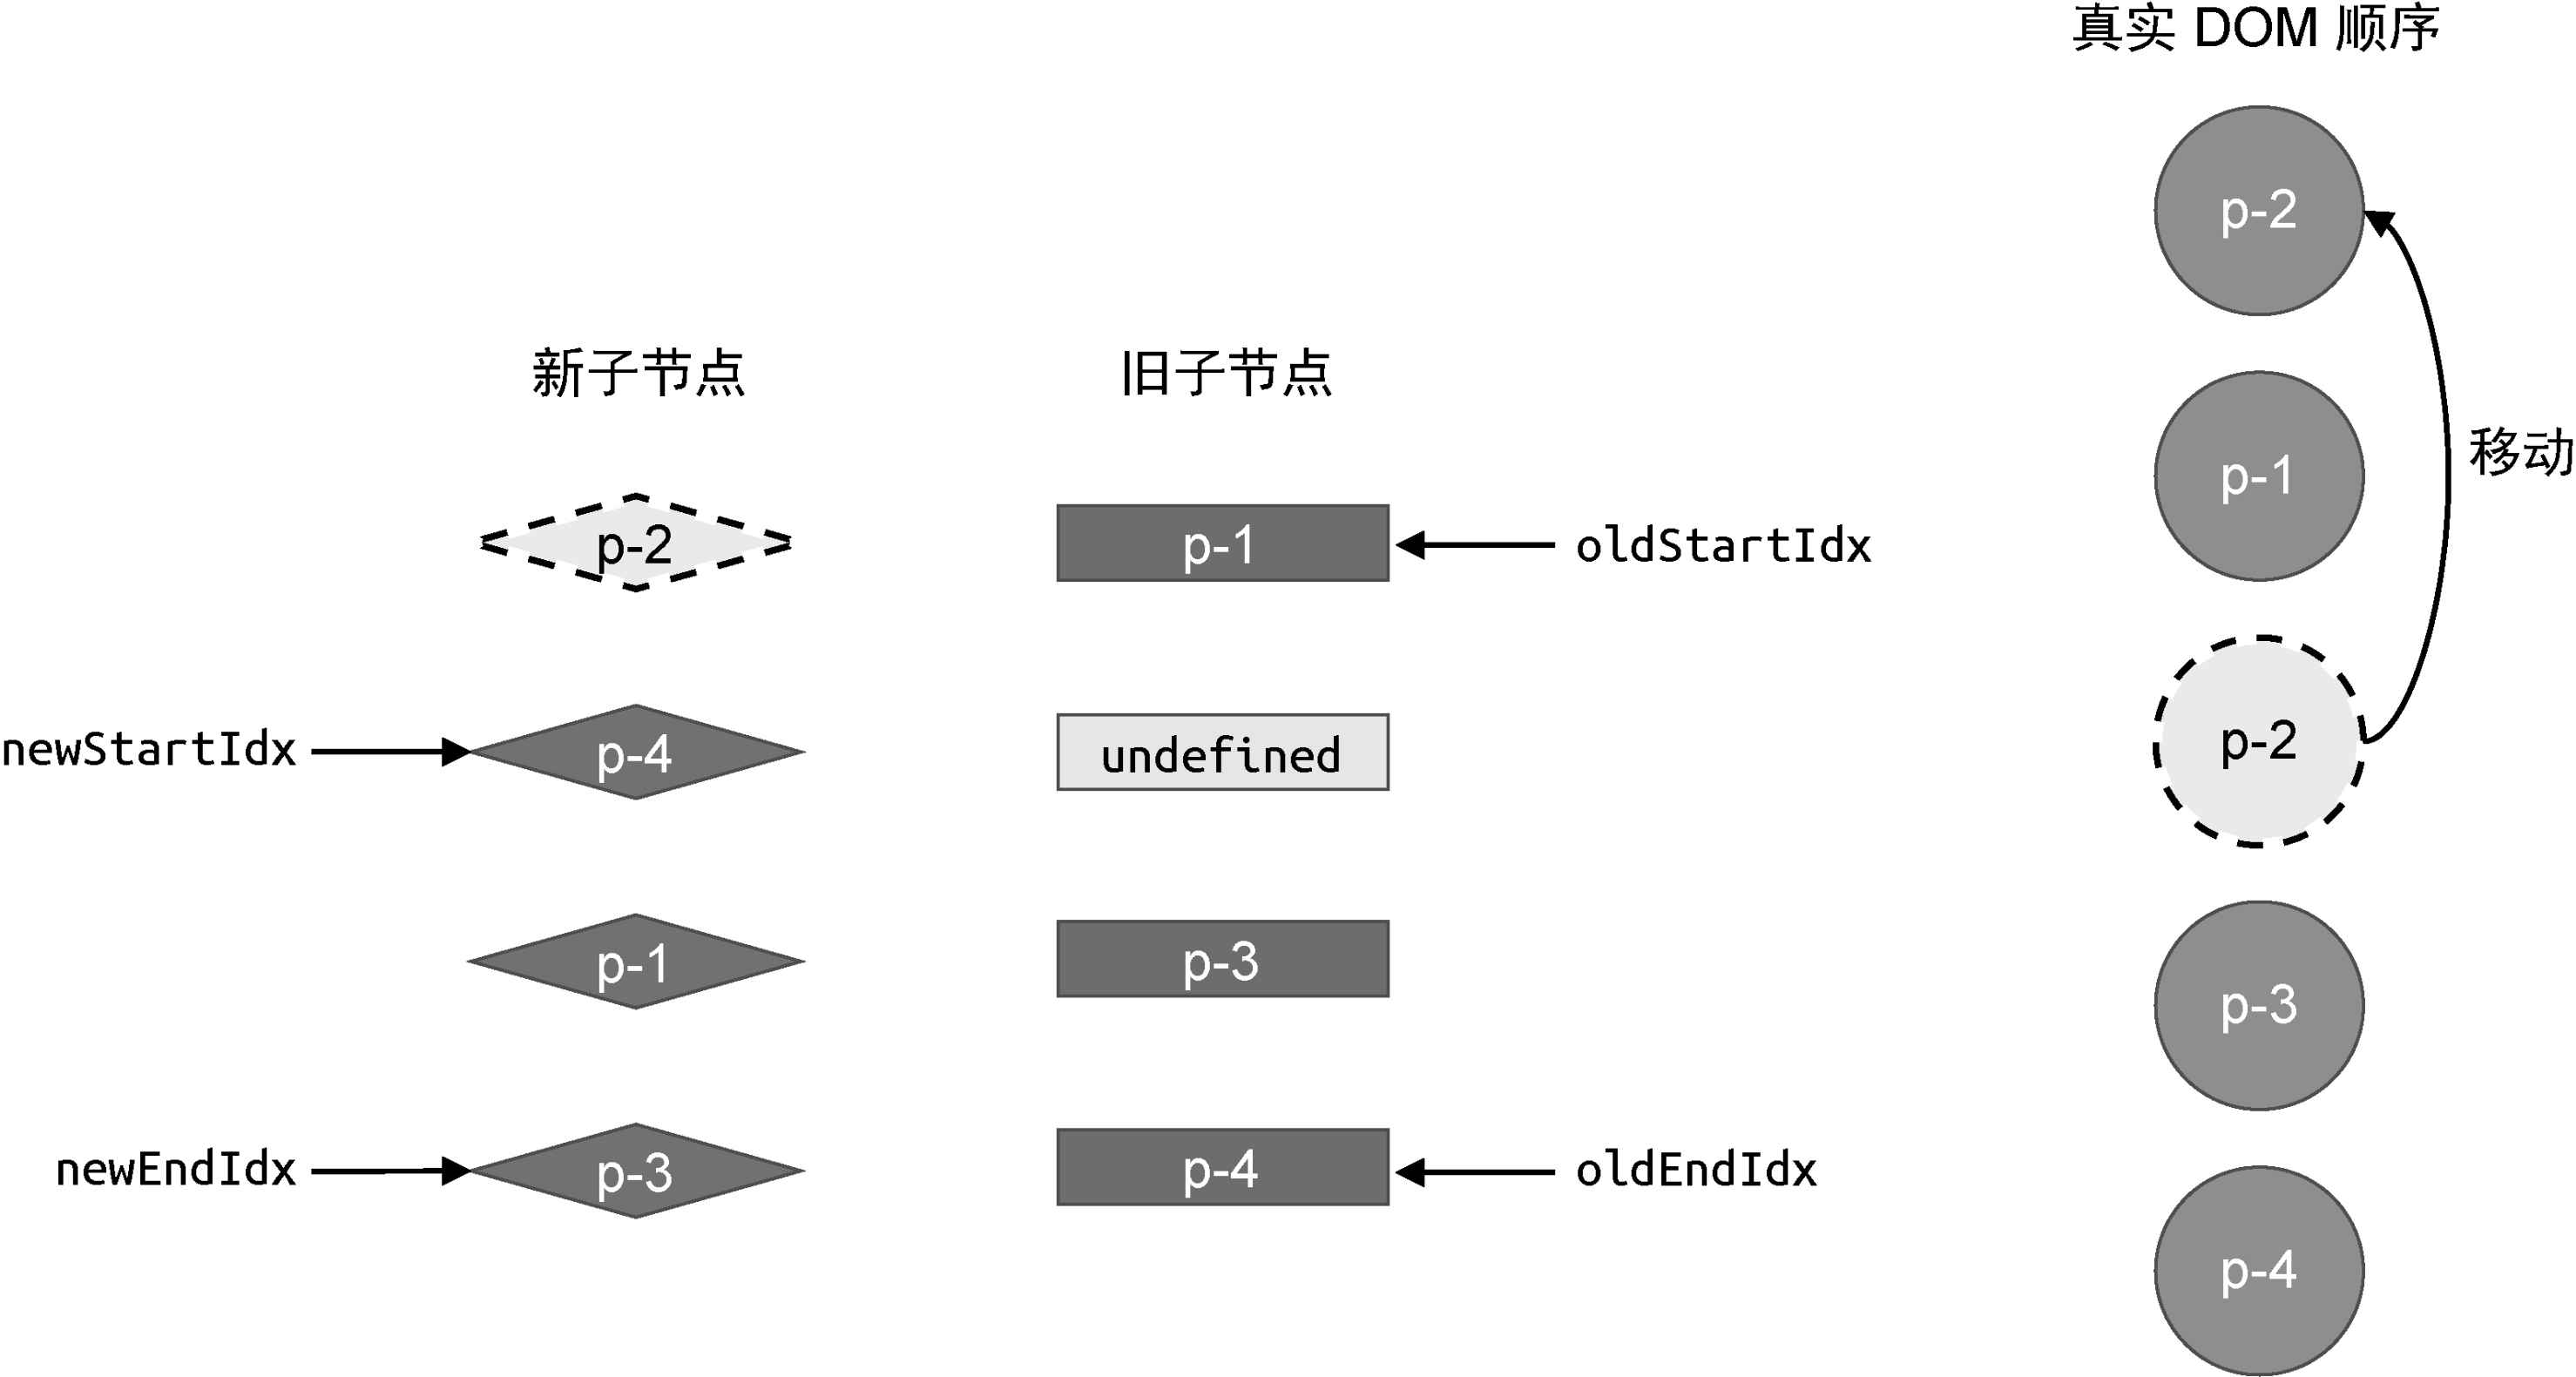 真实 DOM 顺序
p-2
新子节点
旧子节点
移动
p-1
p-2
p-1
oldStartIdx
newStartIdx
p-4
undefined
p-2
p-1
p-3
p-3
newEndIdx
p-3
p-4
oldEndIdx
p-4